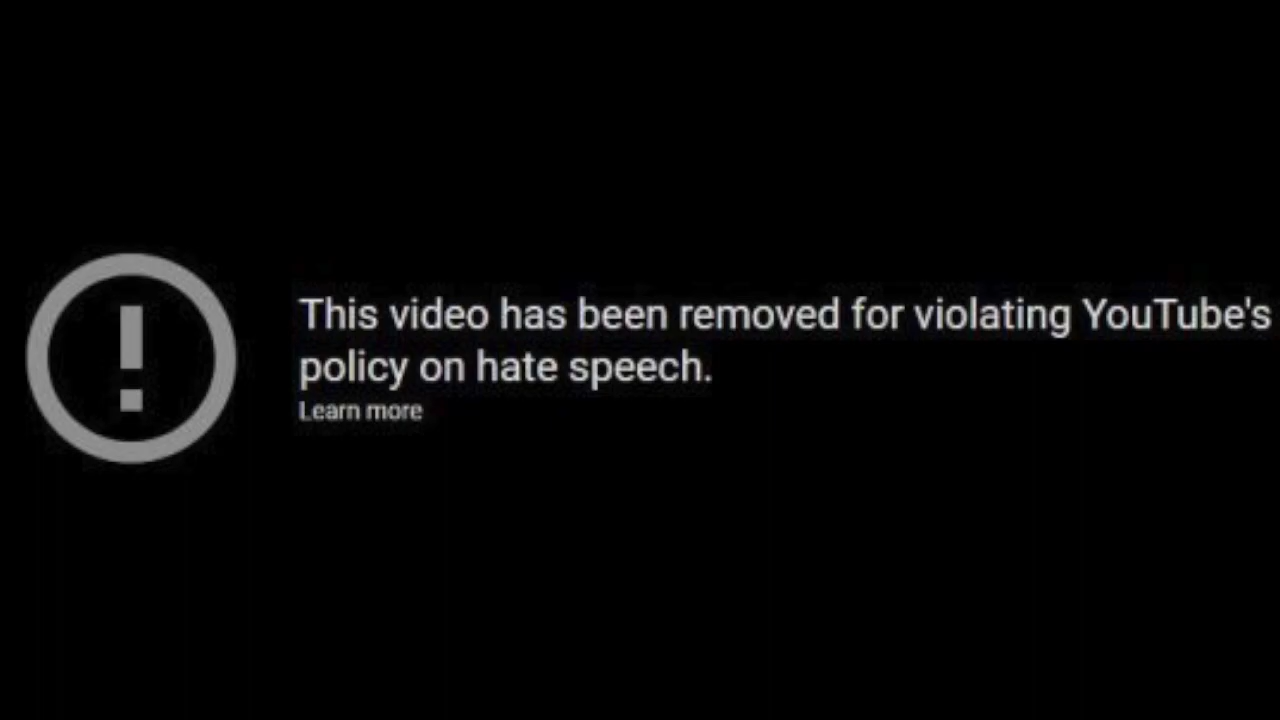 This video has been removed for violating YouTube's
policy on hate speech.
Learn more